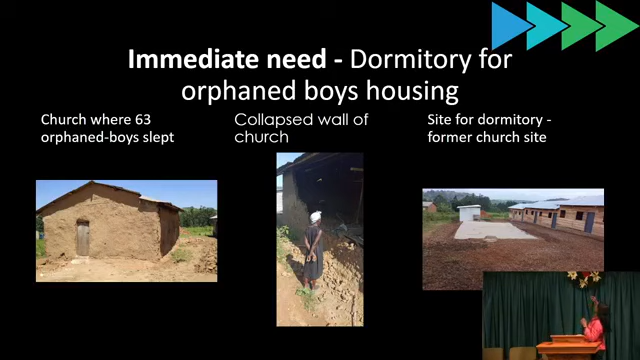 Immediate need - Dormitory for
orphaned boys housing
Church where 63
orphaned-boys slept
Collapsed wall of
church
Site for dormitory -
former church site